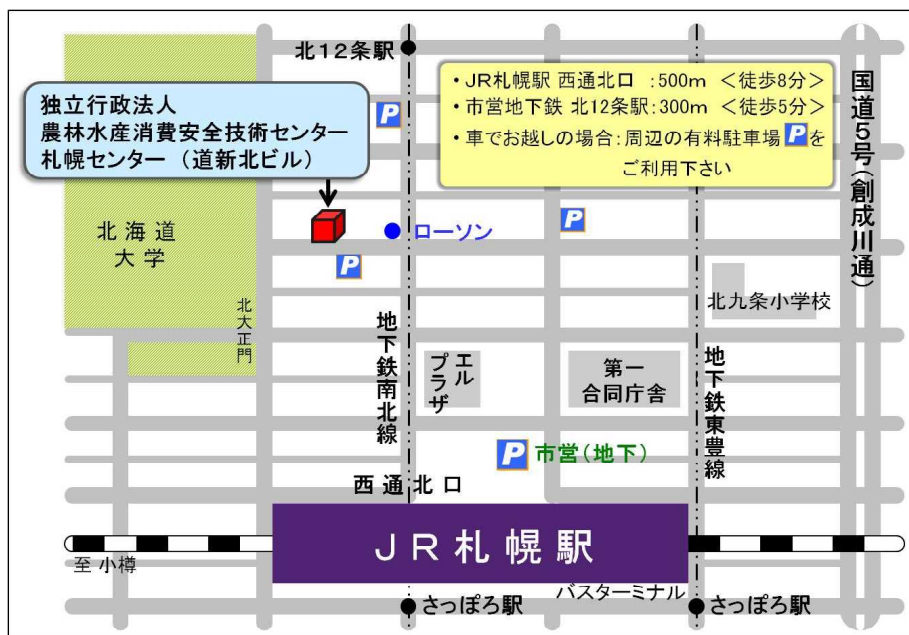 北１２条駅
独立行政法人
農林水産消費安全技術センター
札幌センター （道新北ビル）
・JR札幌駅 西通北口 ：500m ＜徒歩8分＞
・市営地下鉄 北12条駅：300m ＜徒歩5分＞
・車でお越しの場合：周辺の有料駐車場 P を
ご利用下さい
国道５号（創成川通）
P
P
ローソン
P
北海道
大学
北大正門
北九条小学校
地下鉄南北線
エル
プラザ
第一
合同庁舎
地下鉄東豊線
P 市営（地下）
西通北口
JR札幌駅
至 小樽
バスターミナル
さっぽろ駅
さっぽろ駅